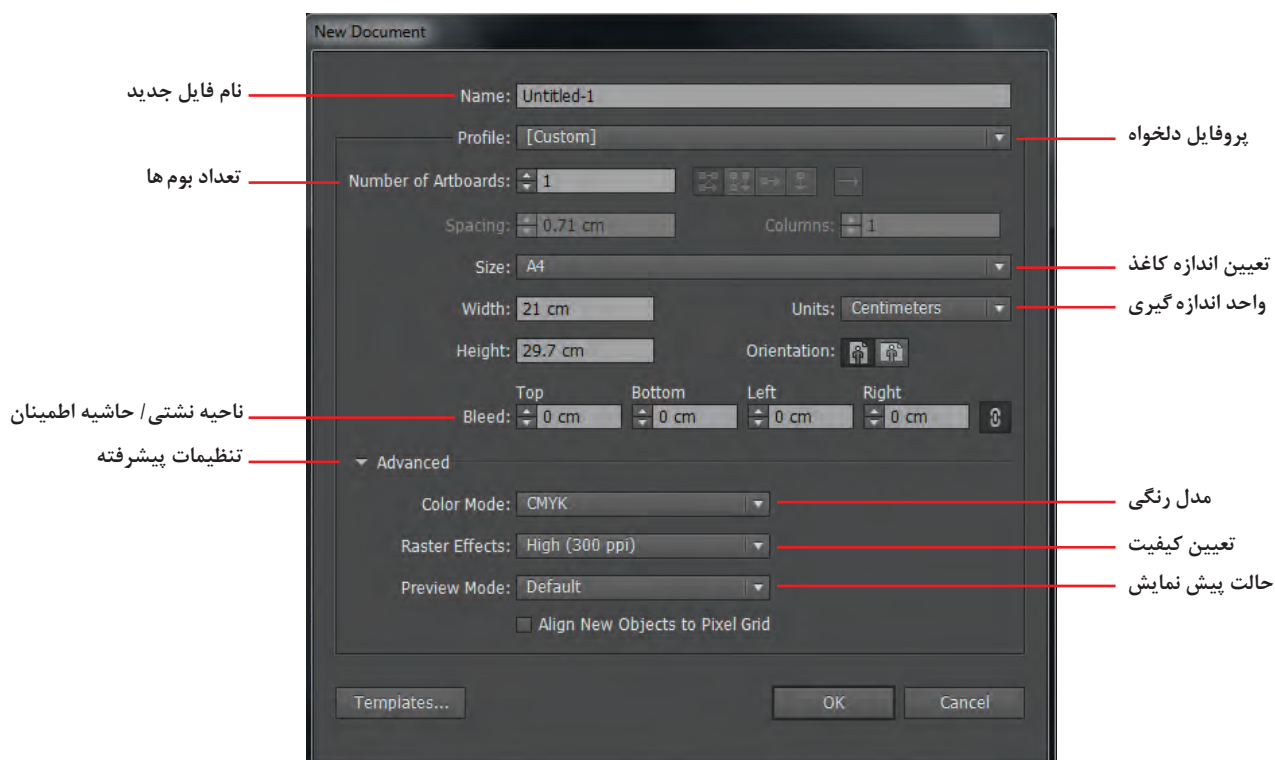 New Document
نام فایل جدید
Name: Untitled-1
Profile: [Custom]
پروفایل دلخواه
تعداد بوم ها
Number of Artboards: 1
Spacing: 0.71 cm Columns: 1
Size: A4
تعیین اندازه کاغذ
Width: 21 cm Units: Centimeters
واحد اندازه گیری
Height: 29.7 cm Orientation:
Top Bottom Left Right
ناحیه نشتی/ حاشیه اطمینان
Bleed: 0 cm 0 cm 0 cm 0 cm
تنظیمات پیشرفته
Advanced
Color Mode: CMYK
مدل رنگی
Raster Effects: High (300 ppi)
تعیین کیفیت
Preview Mode: Default
حالت پیش نمایش
Align New Objects to Pixel Grid
Templates... OK Cancel